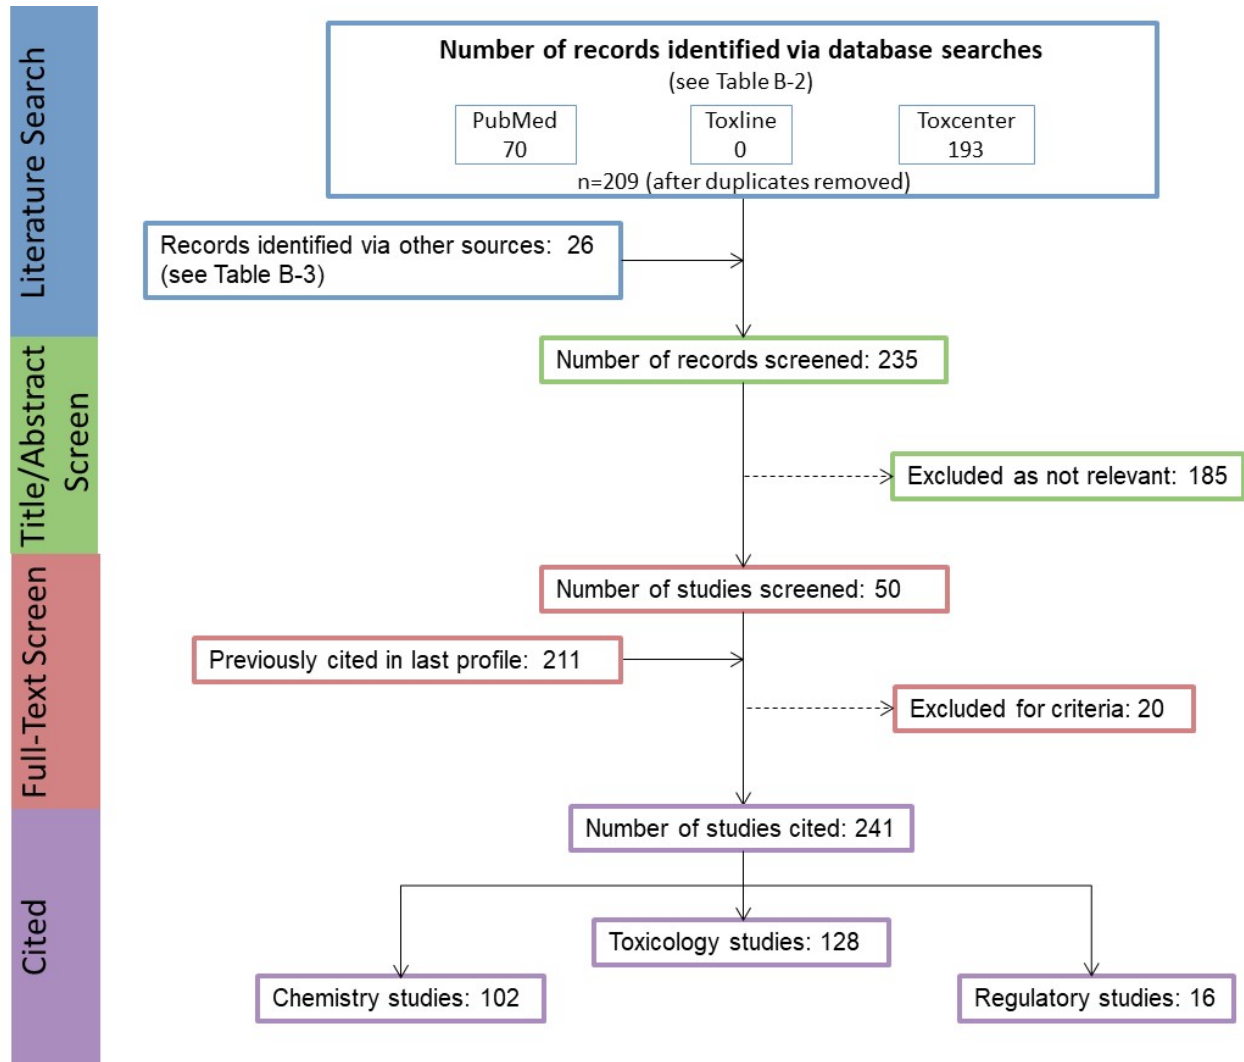 Literature Search
Number of records identified via database searches
(see Table B-2)
PubMed
70
Toxline
0
Toxcenter
193
n=209 (after duplicates removed)
Records identified via other sources: 26
(see Table B-3)
Title/Abstract
Screen
Number of records screened: 235
Excluded as not relevant: 185
Full-Text Screen
Number of studies screened: 50
Previously cited in last profile: 211
Excluded for criteria: 20
Cited
Number of studies cited: 241
Toxicology studies: 128
Chemistry studies: 102
Regulatory studies: 16